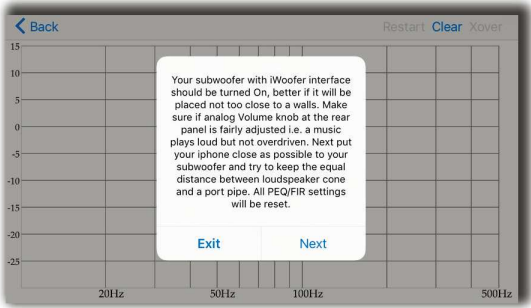 Back
Restart Clear Xover
15
10
5
0
-5
-10
-15
-20
-25
Your subwoofer with iWoofer interface
should be turned On, better if it will be
placed not too close to a walls. Make
sure if analog Volume knob at the rear
panel is fairly adjusted i.e. a music
plays loud but not overdriven. Next put
your iphone close as possible to your
subwoofer and try to keep the equal
distance between loudspeaker cone
and a port pipe. All PEQ/FIR settings
will be reset.
Exit Next
20Hz 50Hz 100Hz 500Hz